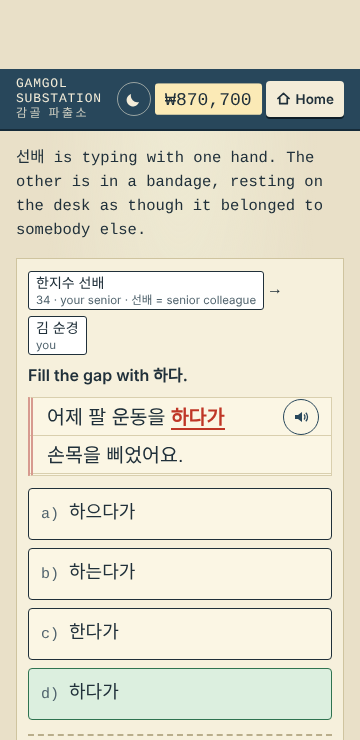 GAMGOL
SUBSTATION
감골 파출소
₩870,700
Home
선배 is typing with one hand. The
other is in a bandage, resting on
the desk as though it belonged to
somebody else.
한지수 선배
34 · your senior · 선배 = senior colleague
→
김 순경
you
Fill the gap with 하다.
어제 팔 운동을 하다가
손목을 삐었어요.
a) 하으다가
b) 하는다가
c) 한다가
d) 하다가